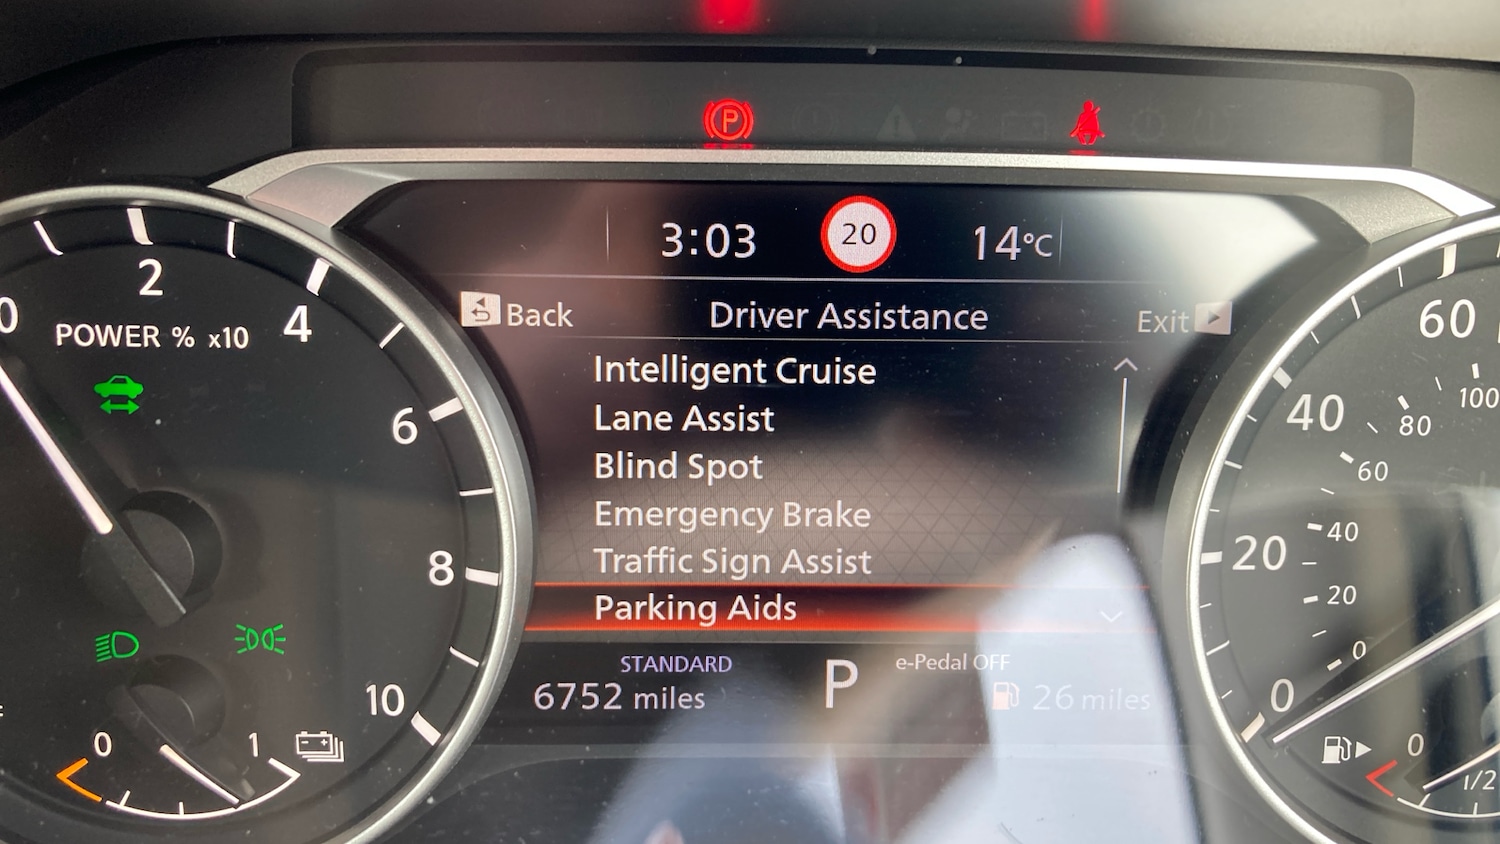 P
3:03 20 14°C
Back Driver Assistance Exit
Intelligent Cruise
Lane Assist
Blind Spot
Emergency Brake
Traffic Sign Assist
Parking Aids
STANDARD P e-Pedal OFF
6752 miles 26 miles
0 2 4 6 8 10
POWER % x10
0 1
0 20 40 60
0 20 40 60 80 100
0 1/2